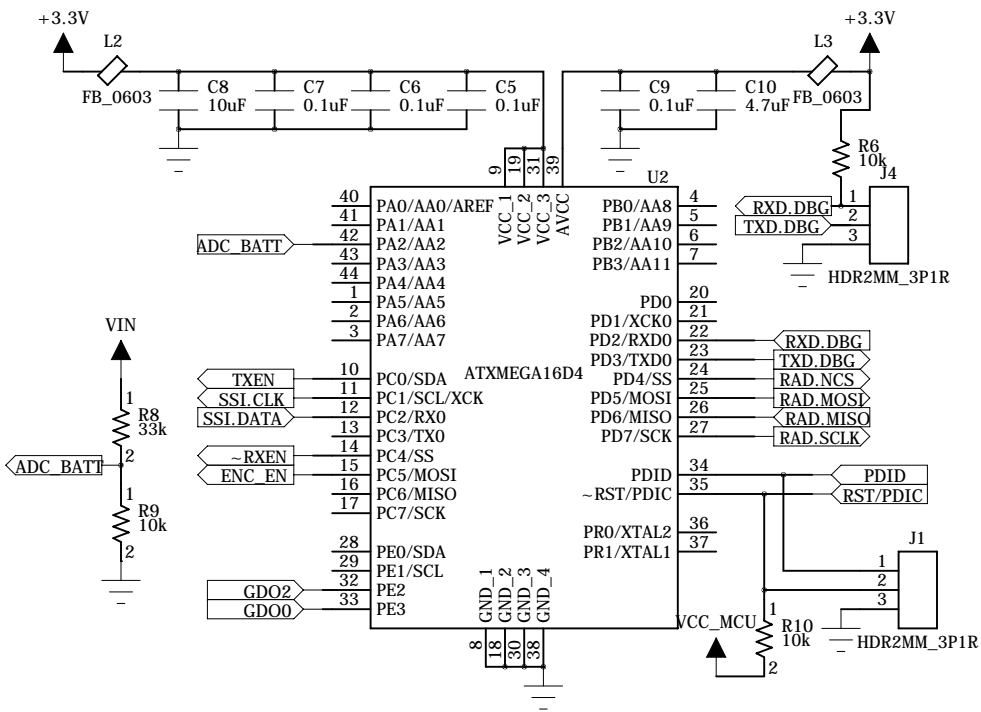 +3.3V
L2
FB_0603
C8
10uF
C7
0.1uF
C6
0.1uF
C5
0.1uF
C9
0.1uF
C10
4.7uF
L3
FB_0603
+3.3V
R6
10k
J4
1
2
3
HDR2MM_3P1R
RXD.DBG
TXD.DBG
9
19
31
39
U2
VCC_1
VCC_2
VCC_3
AVCC
ATXMEGA16D4
40 PA0/AA0/AREF
41 PA1/AA1
ADC_BATT 42 PA2/AA2
43 PA3/AA3
44 PA4/AA4
1 PA5/AA5
2 PA6/AA6
3 PA7/AA7
TXEN 10 PC0/SDA
SSI.CLK 11 PC1/SCL/XCK
SSI.DATA 12 PC2/RX0
13 PC3/TX0
~RXEN 14 PC4/SS
ENC_EN 15 PC5/MOSI
16 PC6/MISO
17 PC7/SCK
28 PE0/SDA
29 PE1/SCL
GDO2 32 PE2
GDO0 33 PE3
PB0/AA8 4
PB1/AA9 5
PB2/AA10 6
PB3/AA11 7
PD0 20
PD1/XCK0 21
PD2/RXD0 22 RXD.DBG
PD3/TXD0 23 TXD.DBG
PD4/SS 24 RAD.NCS
PD5/MOSI 25 RAD.MOSI
PD6/MISO 26 RAD.MISO
PD7/SCK 27 RAD.SCLK
PDID 34 PDID
~RST/PDIC 35 RST/PDIC
PR0/XTAL2 36
PR1/XTAL1 37
GND_1
GND_2
GND_3
GND_4
8
18
30
38
VIN
1
R8
33k
2
ADC_BATT
1
R9
10k
2
J1
1
2
3
HDR2MM_3P1R
VCC_MCU
1
R10
10k
2